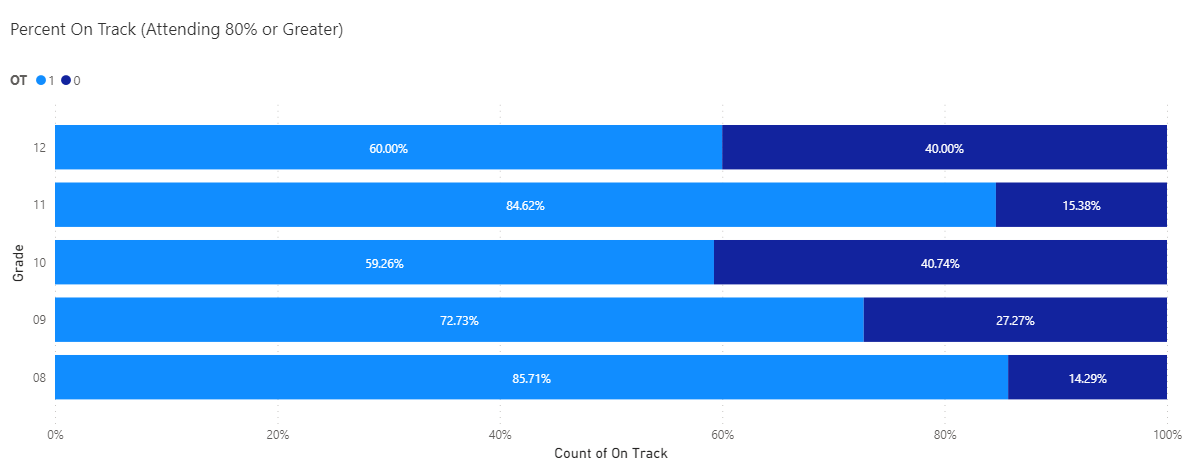 Percent On Track (Attending 80% or Greater)
OT 1 0
12 60.00% 40.00%
11 84.62% 15.38%
10 59.26% 40.74%
09 72.73% 27.27%
08 85.71% 14.29%
Grade
0% 20% 40% 60% 80% 100%
Count of On Track